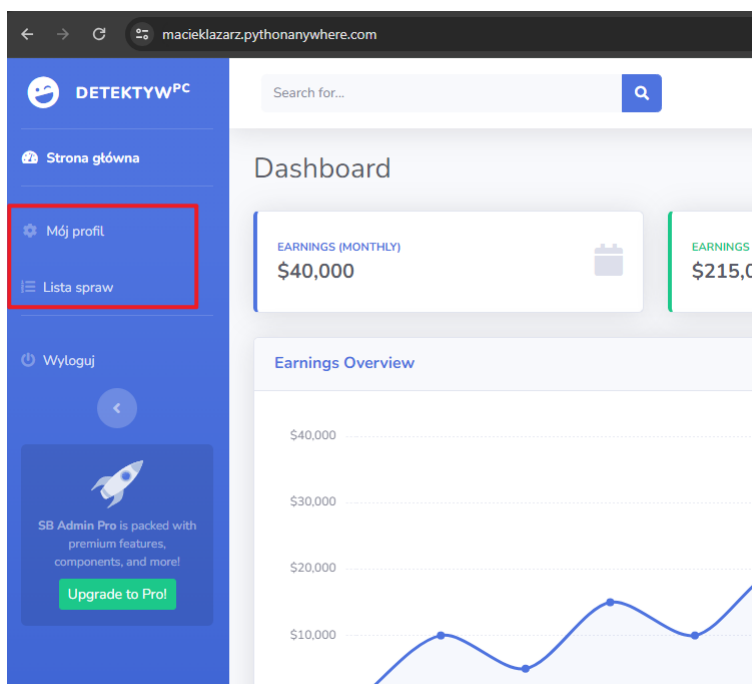 macieklazarz.pythonanywhere.com
DETEKTYWPC
Search for...
Strona główna
Dashboard
Mój profil
Lista spraw
EARNINGS (MONTHLY)
$40,000
EARNINGS
Wyloguj
Earnings Overview
$40,000
$30,000
$20,000
$10,000
SB Admin Pro is packed with
premium features,
components, and more!
Upgrade to Pro!